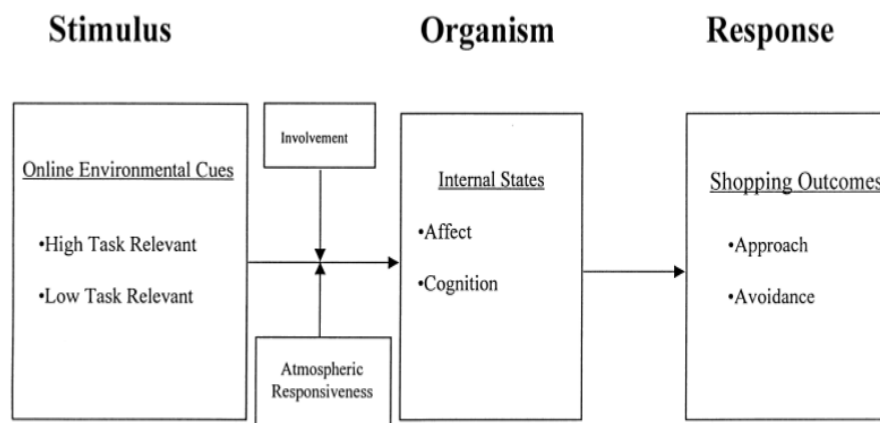 Stimulus
Organism
Response
Involvement
Online Environmental Cues
•High Task Relevant
•Low Task Relevant
Atmospheric
Responsiveness
Internal States
•Affect
•Cognition
Shopping Outcomes
•Approach
•Avoidance